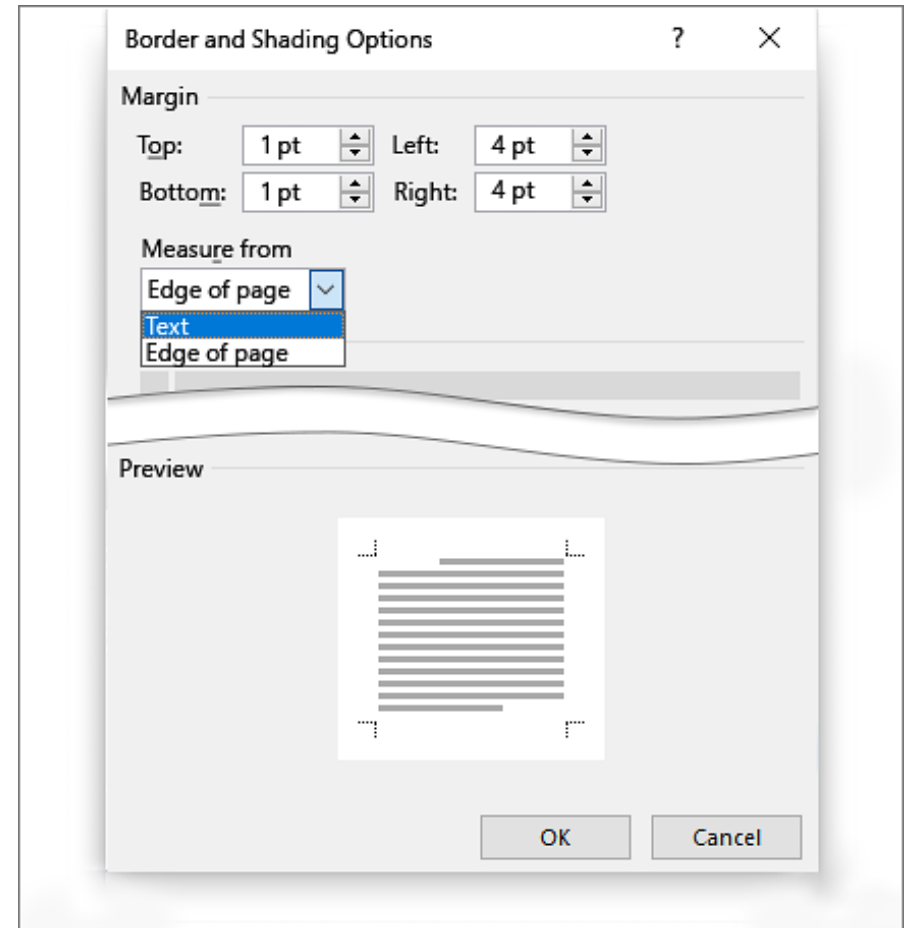 Border and Shading Options ?
Margin
Top: 1 pt Left: 4 pt
Bottom: 1 pt Right: 4 pt
Measure from
Edge of page
Text
Edge of page
Preview
OK Cancel